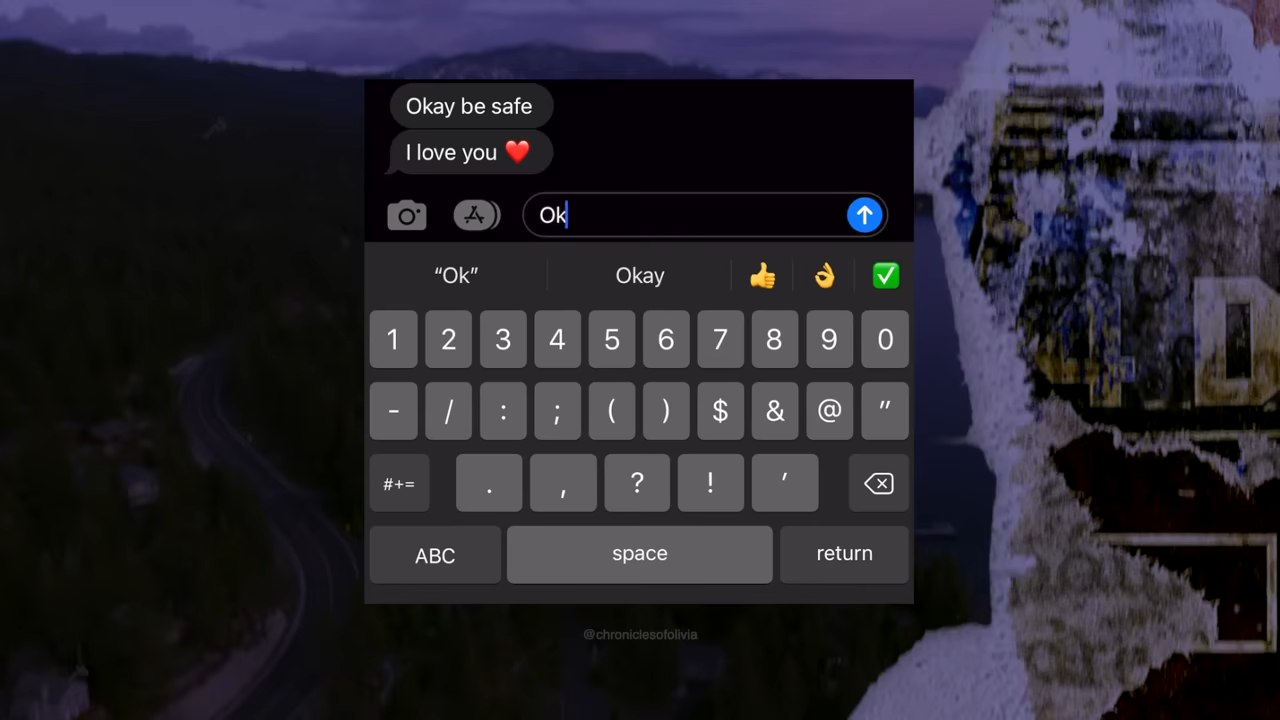 Okay be safe
I love you ❤️
Ok
“Ok” Okay 👍 👌 ✅
1 2 3 4 5 6 7 8 9 0
- / : ; ( ) $ & @ "
#+= . , ? ! '
ABC space return
@chroniclesofolivia